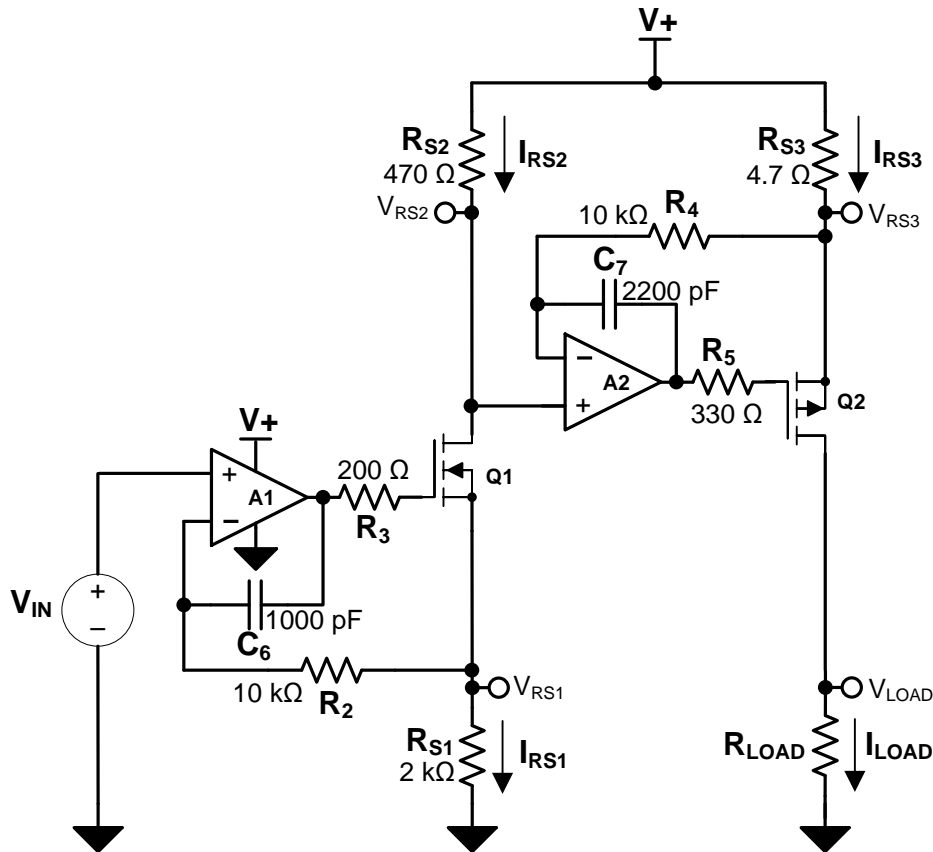 V+
RS2
470 Ω
IRS2
RS3
4.7 Ω
IRS3
VRS2
10 kΩ
R4
VRS3
C7
2200 pF
−
A2
+
R5
330 Ω
Q2
V+
+
A1
−
200 Ω
R3
Q1
VIN
+
−
1000 pF
C6
10 kΩ
R2
VRS1
RS1
2 kΩ
IRS1
VLOAD
RLOAD
ILOAD